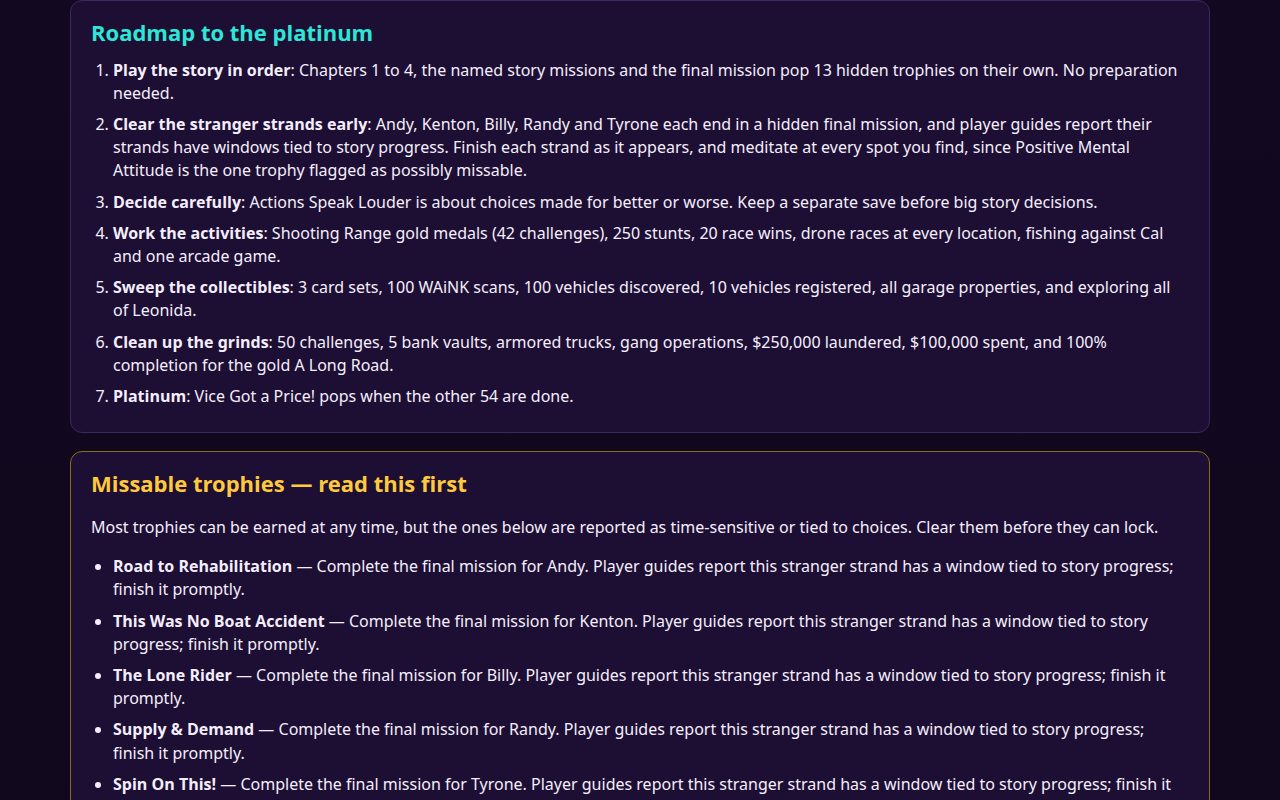 Roadmap to the platinum
1. Play the story in order: Chapters 1 to 4, the named story missions and the final mission pop 13 hidden trophies on their own. No preparation
needed.
2. Clear the stranger strands early: Andy, Kenton, Billy, Randy and Tyrone each end in a hidden final mission, and player guides report their
strands have windows tied to story progress. Finish each strand as it appears, and meditate at every spot you find, since Positive Mental
Attitude is the one trophy flagged as possibly missable.
3. Decide carefully: Actions Speak Louder is about choices made for better or worse. Keep a separate save before big story decisions.
4. Work the activities: Shooting Range gold medals (42 challenges), 250 stunts, 20 race wins, drone races at every location, fishing against Cal
and one arcade game.
5. Sweep the collectibles: 3 card sets, 100 WAiNK scans, 100 vehicles discovered, 10 vehicles registered, all garage properties, and exploring all
of Leonida.
6. Clean up the grinds: 50 challenges, 5 bank vaults, armored trucks, gang operations, $250,000 laundered, $100,000 spent, and 100%
completion for the gold A Long Road.
7. Platinum: Vice Got a Price! pops when the other 54 are done.
Missable trophies — read this first
Most trophies can be earned at any time, but the ones below are reported as time-sensitive or tied to choices. Clear them before they can lock.
• Road to Rehabilitation — Complete the final mission for Andy. Player guides report this stranger strand has a window tied to story progress;
finish it promptly.
• This Was No Boat Accident — Complete the final mission for Kenton. Player guides report this stranger strand has a window tied to story
progress; finish it promptly.
• The Lone Rider — Complete the final mission for Billy. Player guides report this stranger strand has a window tied to story progress; finish it
promptly.
• Supply & Demand — Complete the final mission for Randy. Player guides report this stranger strand has a window tied to story progress;
finish it promptly.
• Spin On This! — Complete the final mission for Tyrone. Player guides report this stranger strand has a window tied to story progress; finish it